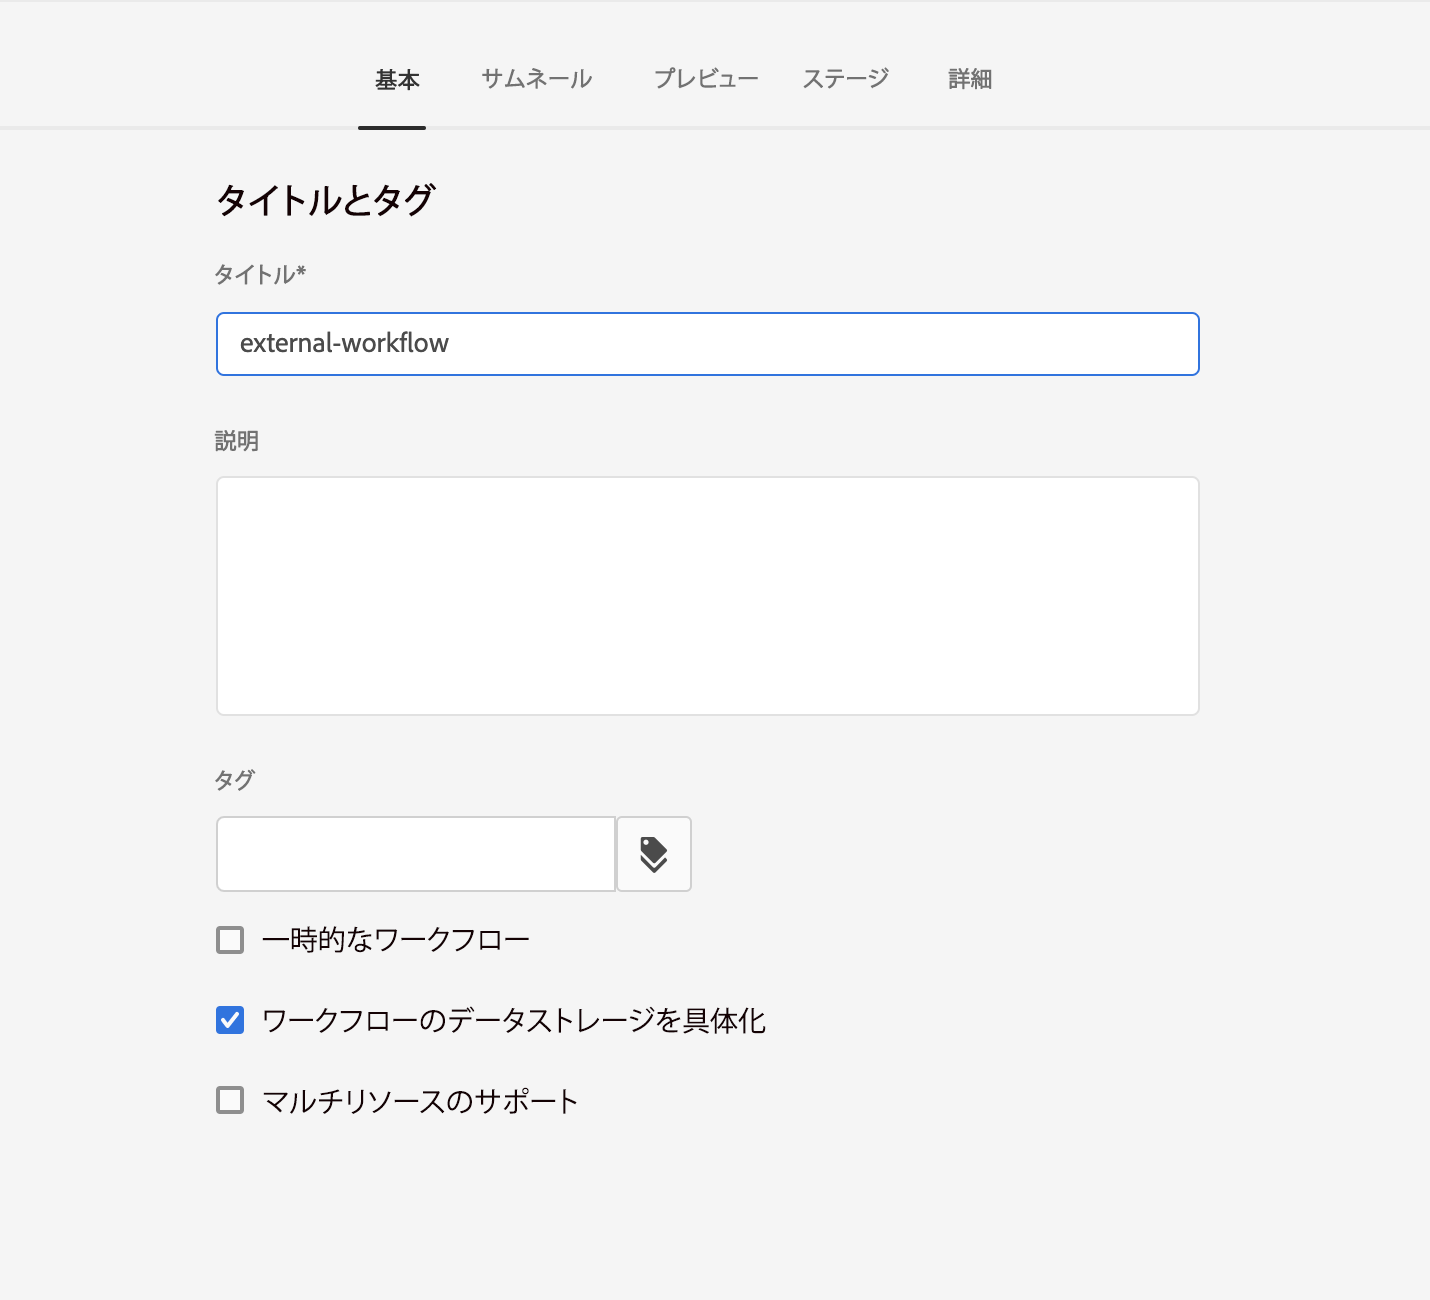 基本 サムネール プレビュー ステージ 詳細
タイトルとタグ
タイトル*
external-workflow
説明
タグ
一時的なワークフロー
ワークフローのデータストレージを具体化
マルチリソースのサポート